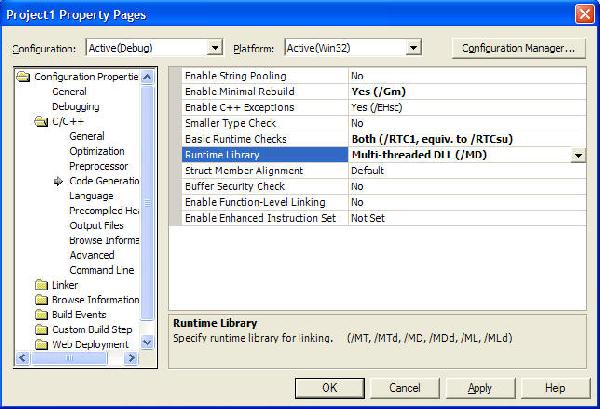 Project1 Property Pages
Configuration: Active(Debug) Platform: Active(Win32) Configuration Manager...
Configuration Propertie
General
Debugging
C/C++
General
Optimization
Preprocessor
Code Generatio
Language
Precompiled Hea
Output Files
Browse Informa
Advanced
Command Line
Linker
Browse Information
Build Events
Custom Build Step
Web Deployment
Enable String Pooling No
Enable Minimal Rebuild Yes (/Gm)
Enable C++ Exceptions Yes (/EHsc)
Smaller Type Check No
Basic Runtime Checks Both (/RTC1, equiv. to /RTCsu)
Runtime Library Multi-threaded DLL (/MD)
Struct Member Alignment Default
Buffer Security Check No
Enable Function-Level Linking No
Enable Enhanced Instruction Set Not Set
Runtime Library
Specify runtime library for linking. (/MT, /MTd, /MD, /MDd, /ML, /MLd)
OK Cancel Apply Help